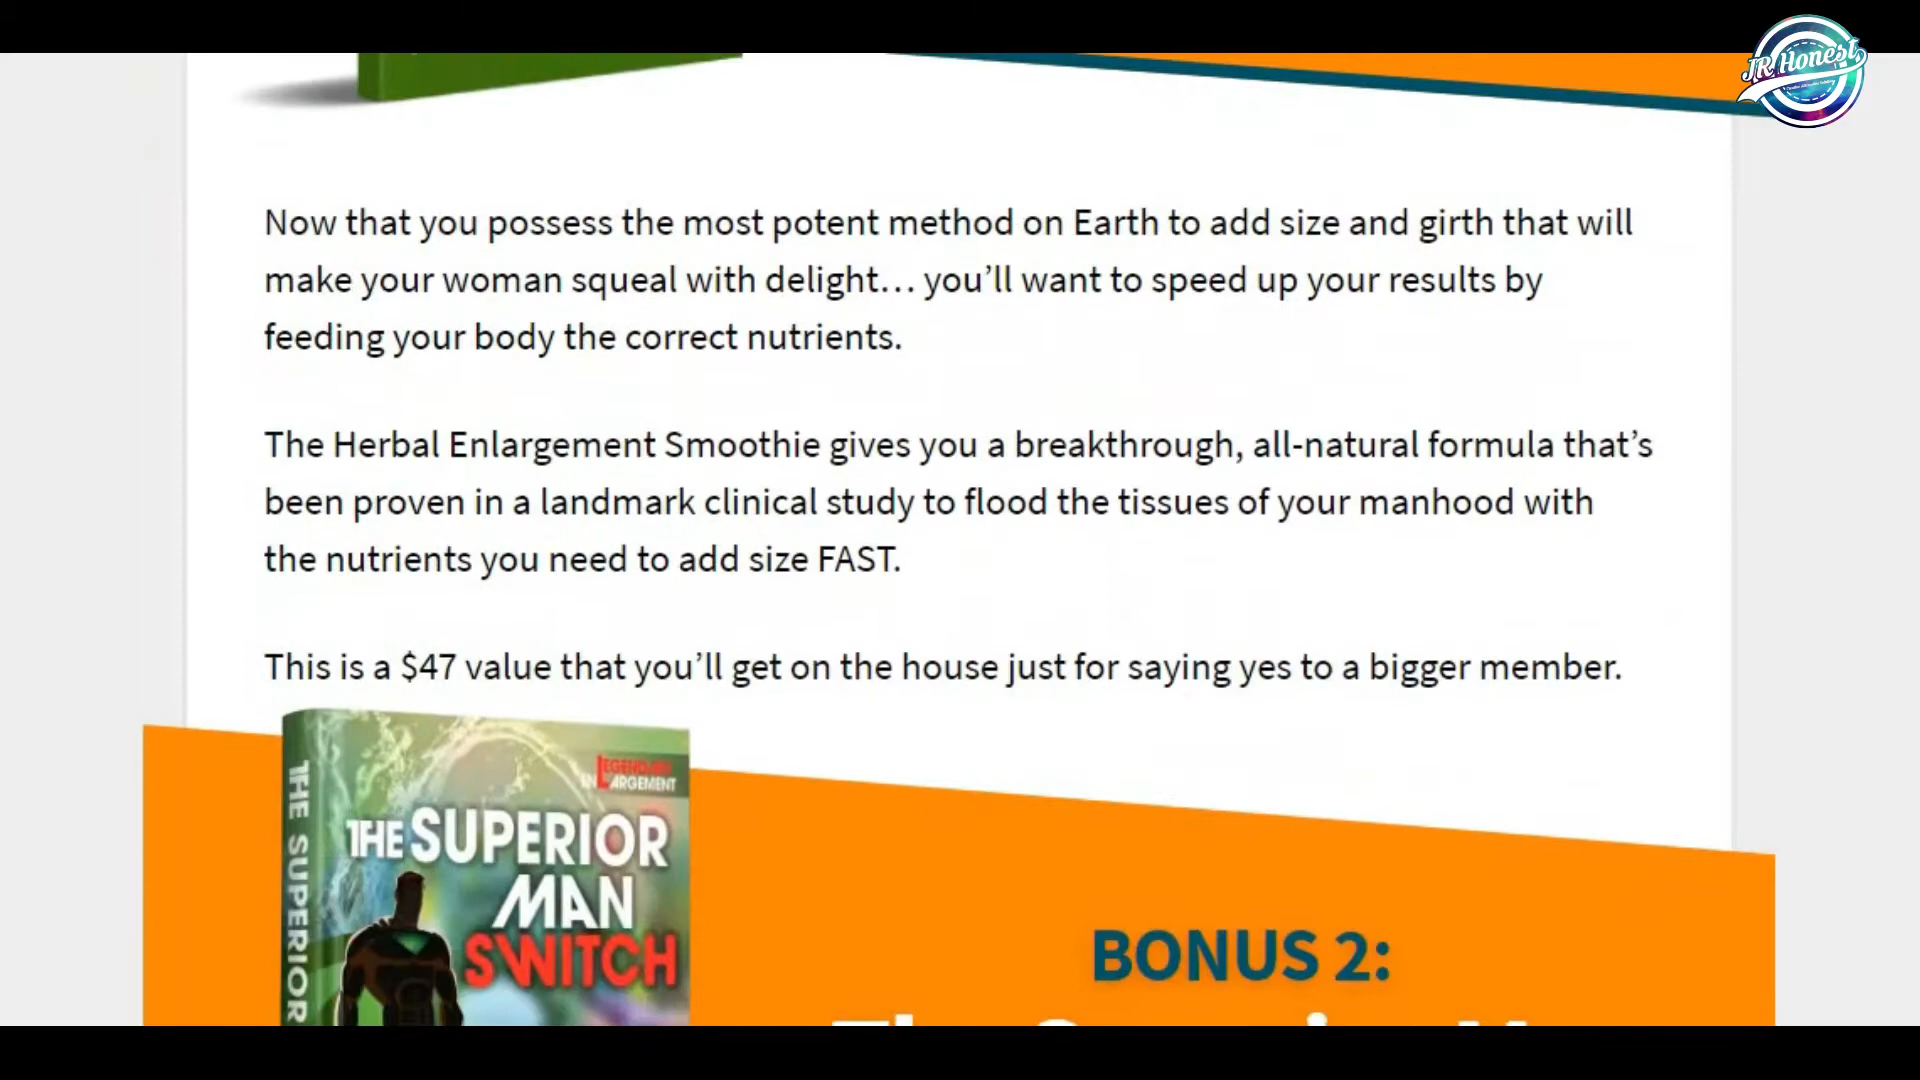 JR Honest
Now that you possess the most potent method on Earth to add size and girth that will
make your woman squeal with delight… you’ll want to speed up your results by
feeding your body the correct nutrients.
The Herbal Enlargement Smoothie gives you a breakthrough, all-natural formula that’s
been proven in a landmark clinical study to flood the tissues of your manhood with
the nutrients you need to add size FAST.
This is a $47 value that you’ll get on the house just for saying yes to a bigger member.
LEGENDARY
ENLARGEMENT
THE SUPERIOR
MAN
SWITCH
THE SUPERIOR
BONUS 2: